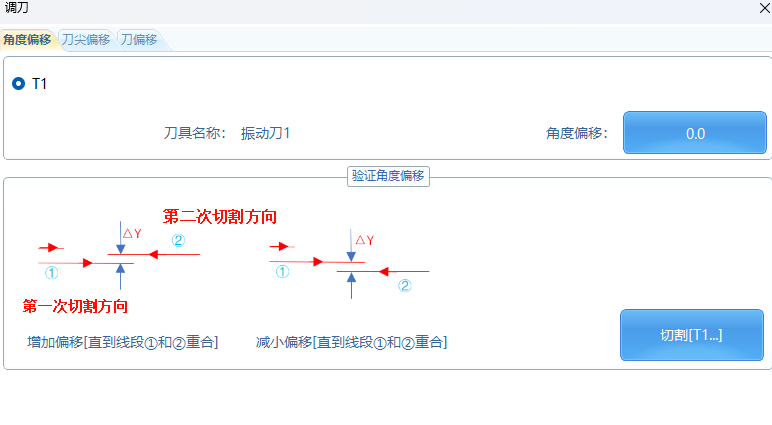 调刀
角度偏移 刀尖偏移 刀偏移
T1
刀具名称： 振动刀1 角度偏移： 0.0
验证角度偏移
第二次切割方向
△Y ② △Y
① ① ②
第一次切割方向
增加偏移[直到线段①和②重合] 减小偏移[直到线段①和②重合]
切割[T1...]